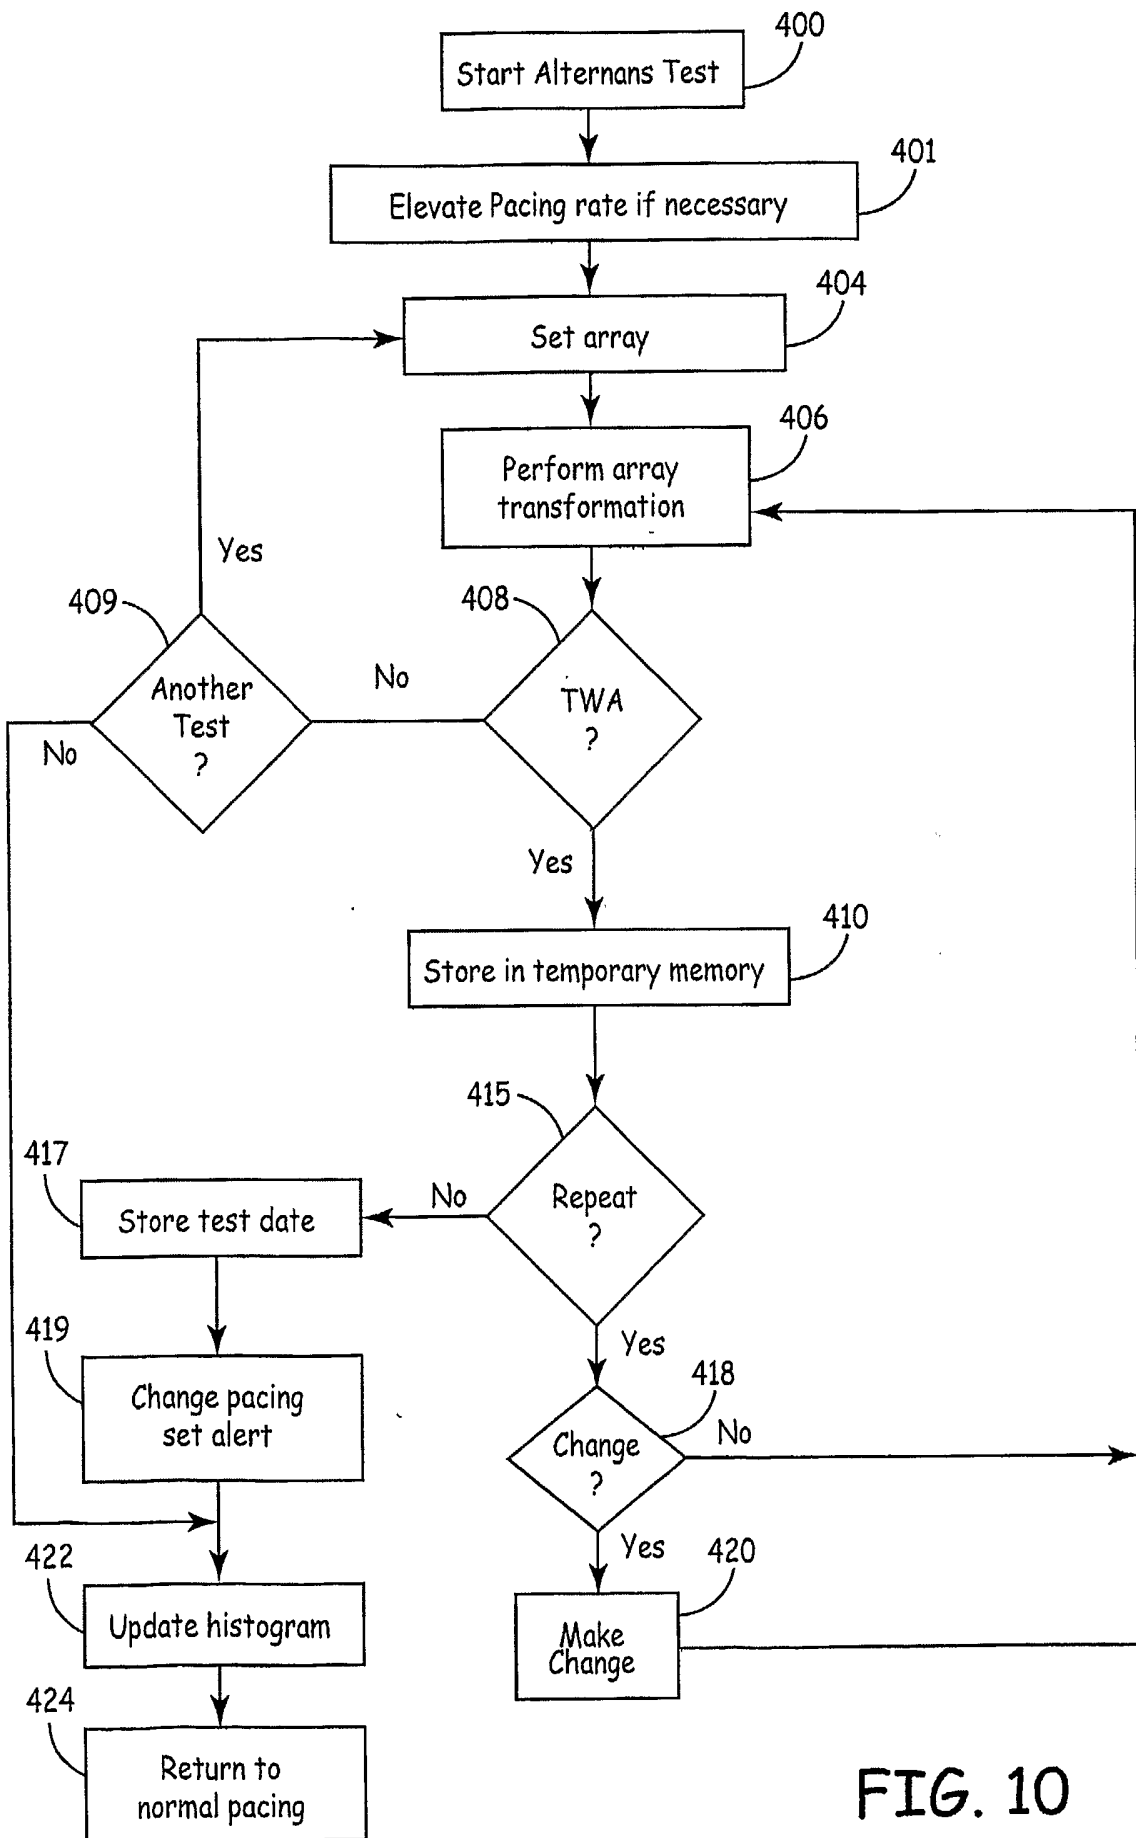 400
Start Alternans Test
401
Elevate Pacing rate if necessary
404
Set array
406
Perform array
transformation
Yes
409
408
Another
Test
?
No
No
TWA
?
Yes
410
Store in temporary memory
415
417
Store test date
No
Repeat
?
419
Yes
418
Change pacing
set alert
Change
?
No
422
Yes
420
Update histogram
Make
Change
424
Return to
normal pacing
FIG. 10